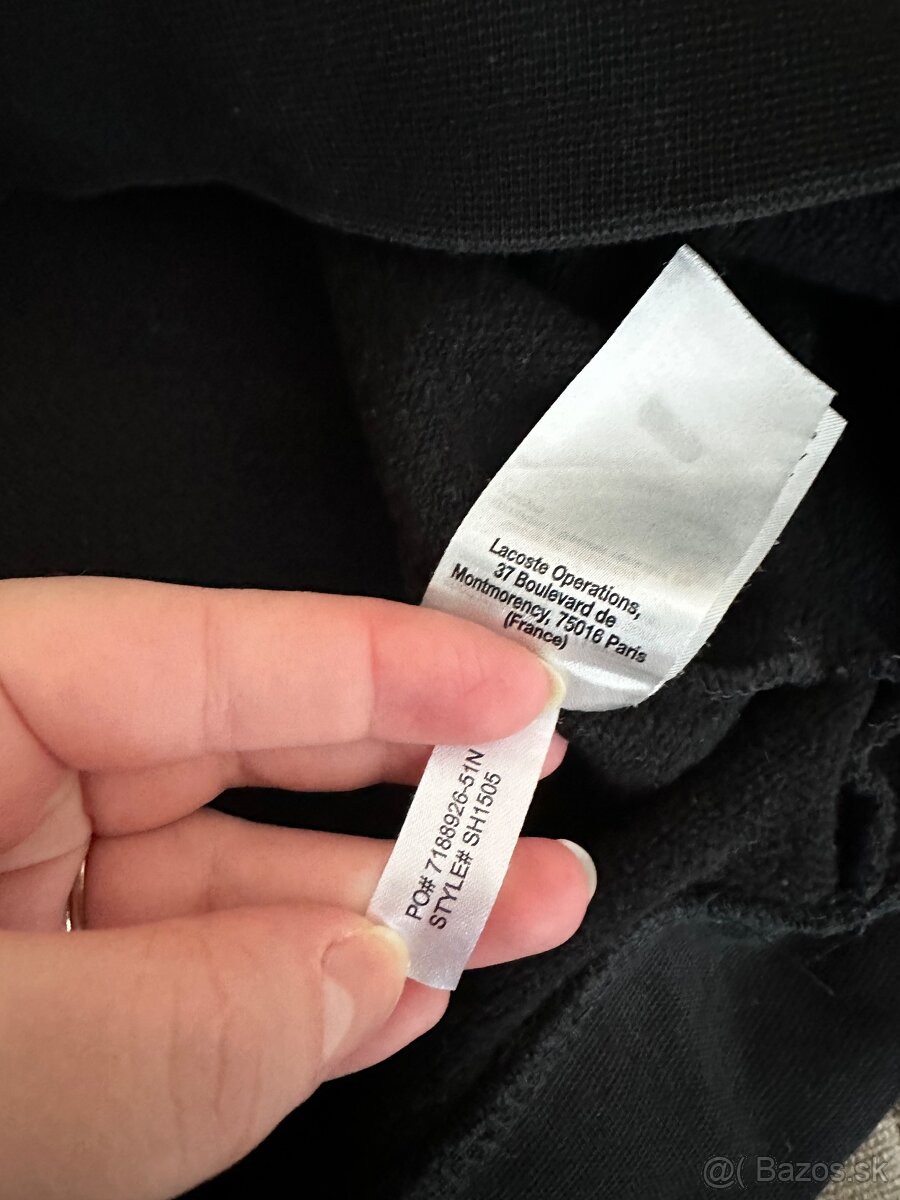 Lacoste Operations,
37 Boulevard de
Montmorency, 75016 Paris
(France)
PO# 7188926-51N
STYLE# SH1505
@( Bazos.sk